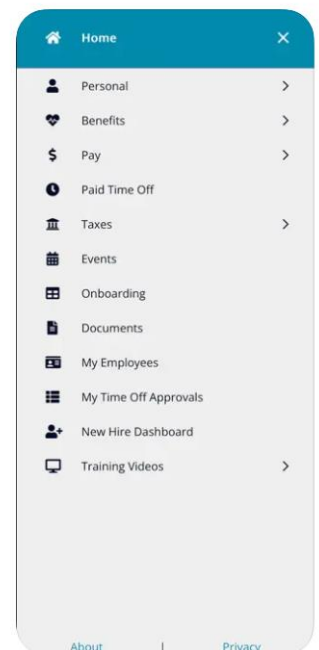 Home
Personal
Benefits
Pay
Paid Time Off
Taxes
Events
Onboarding
Documents
My Employees
My Time Off Approvals
New Hire Dashboard
Training Videos
About | Privacy